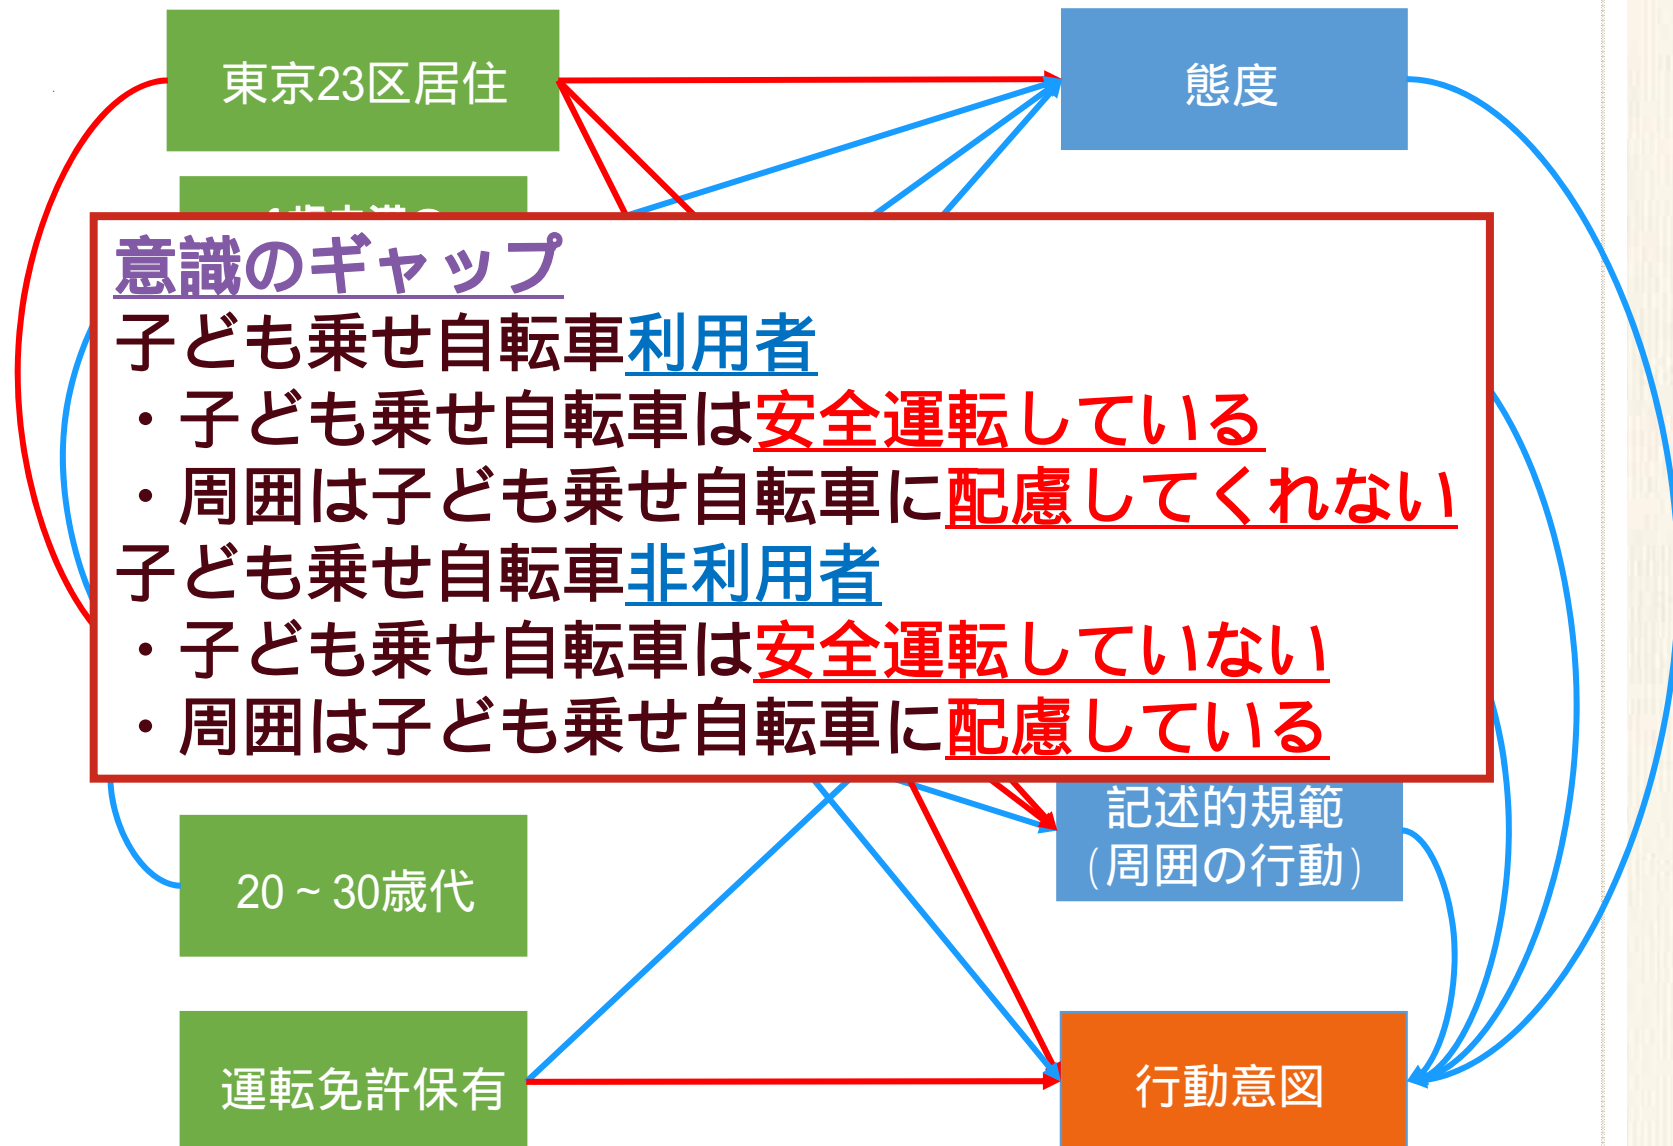 東京23区居住
態度
意識のギャップ
子ども乗せ自転車利用者
・子ども乗せ自転車は安全運転している
・周囲は子ども乗せ自転車に配慮してくれない
子ども乗せ自転車非利用者
・子ども乗せ自転車は安全運転していない
・周囲は子ども乗せ自転車に配慮している
記述的規範
(周囲の行動)
20~30歳代
運転免許保有
行動意図